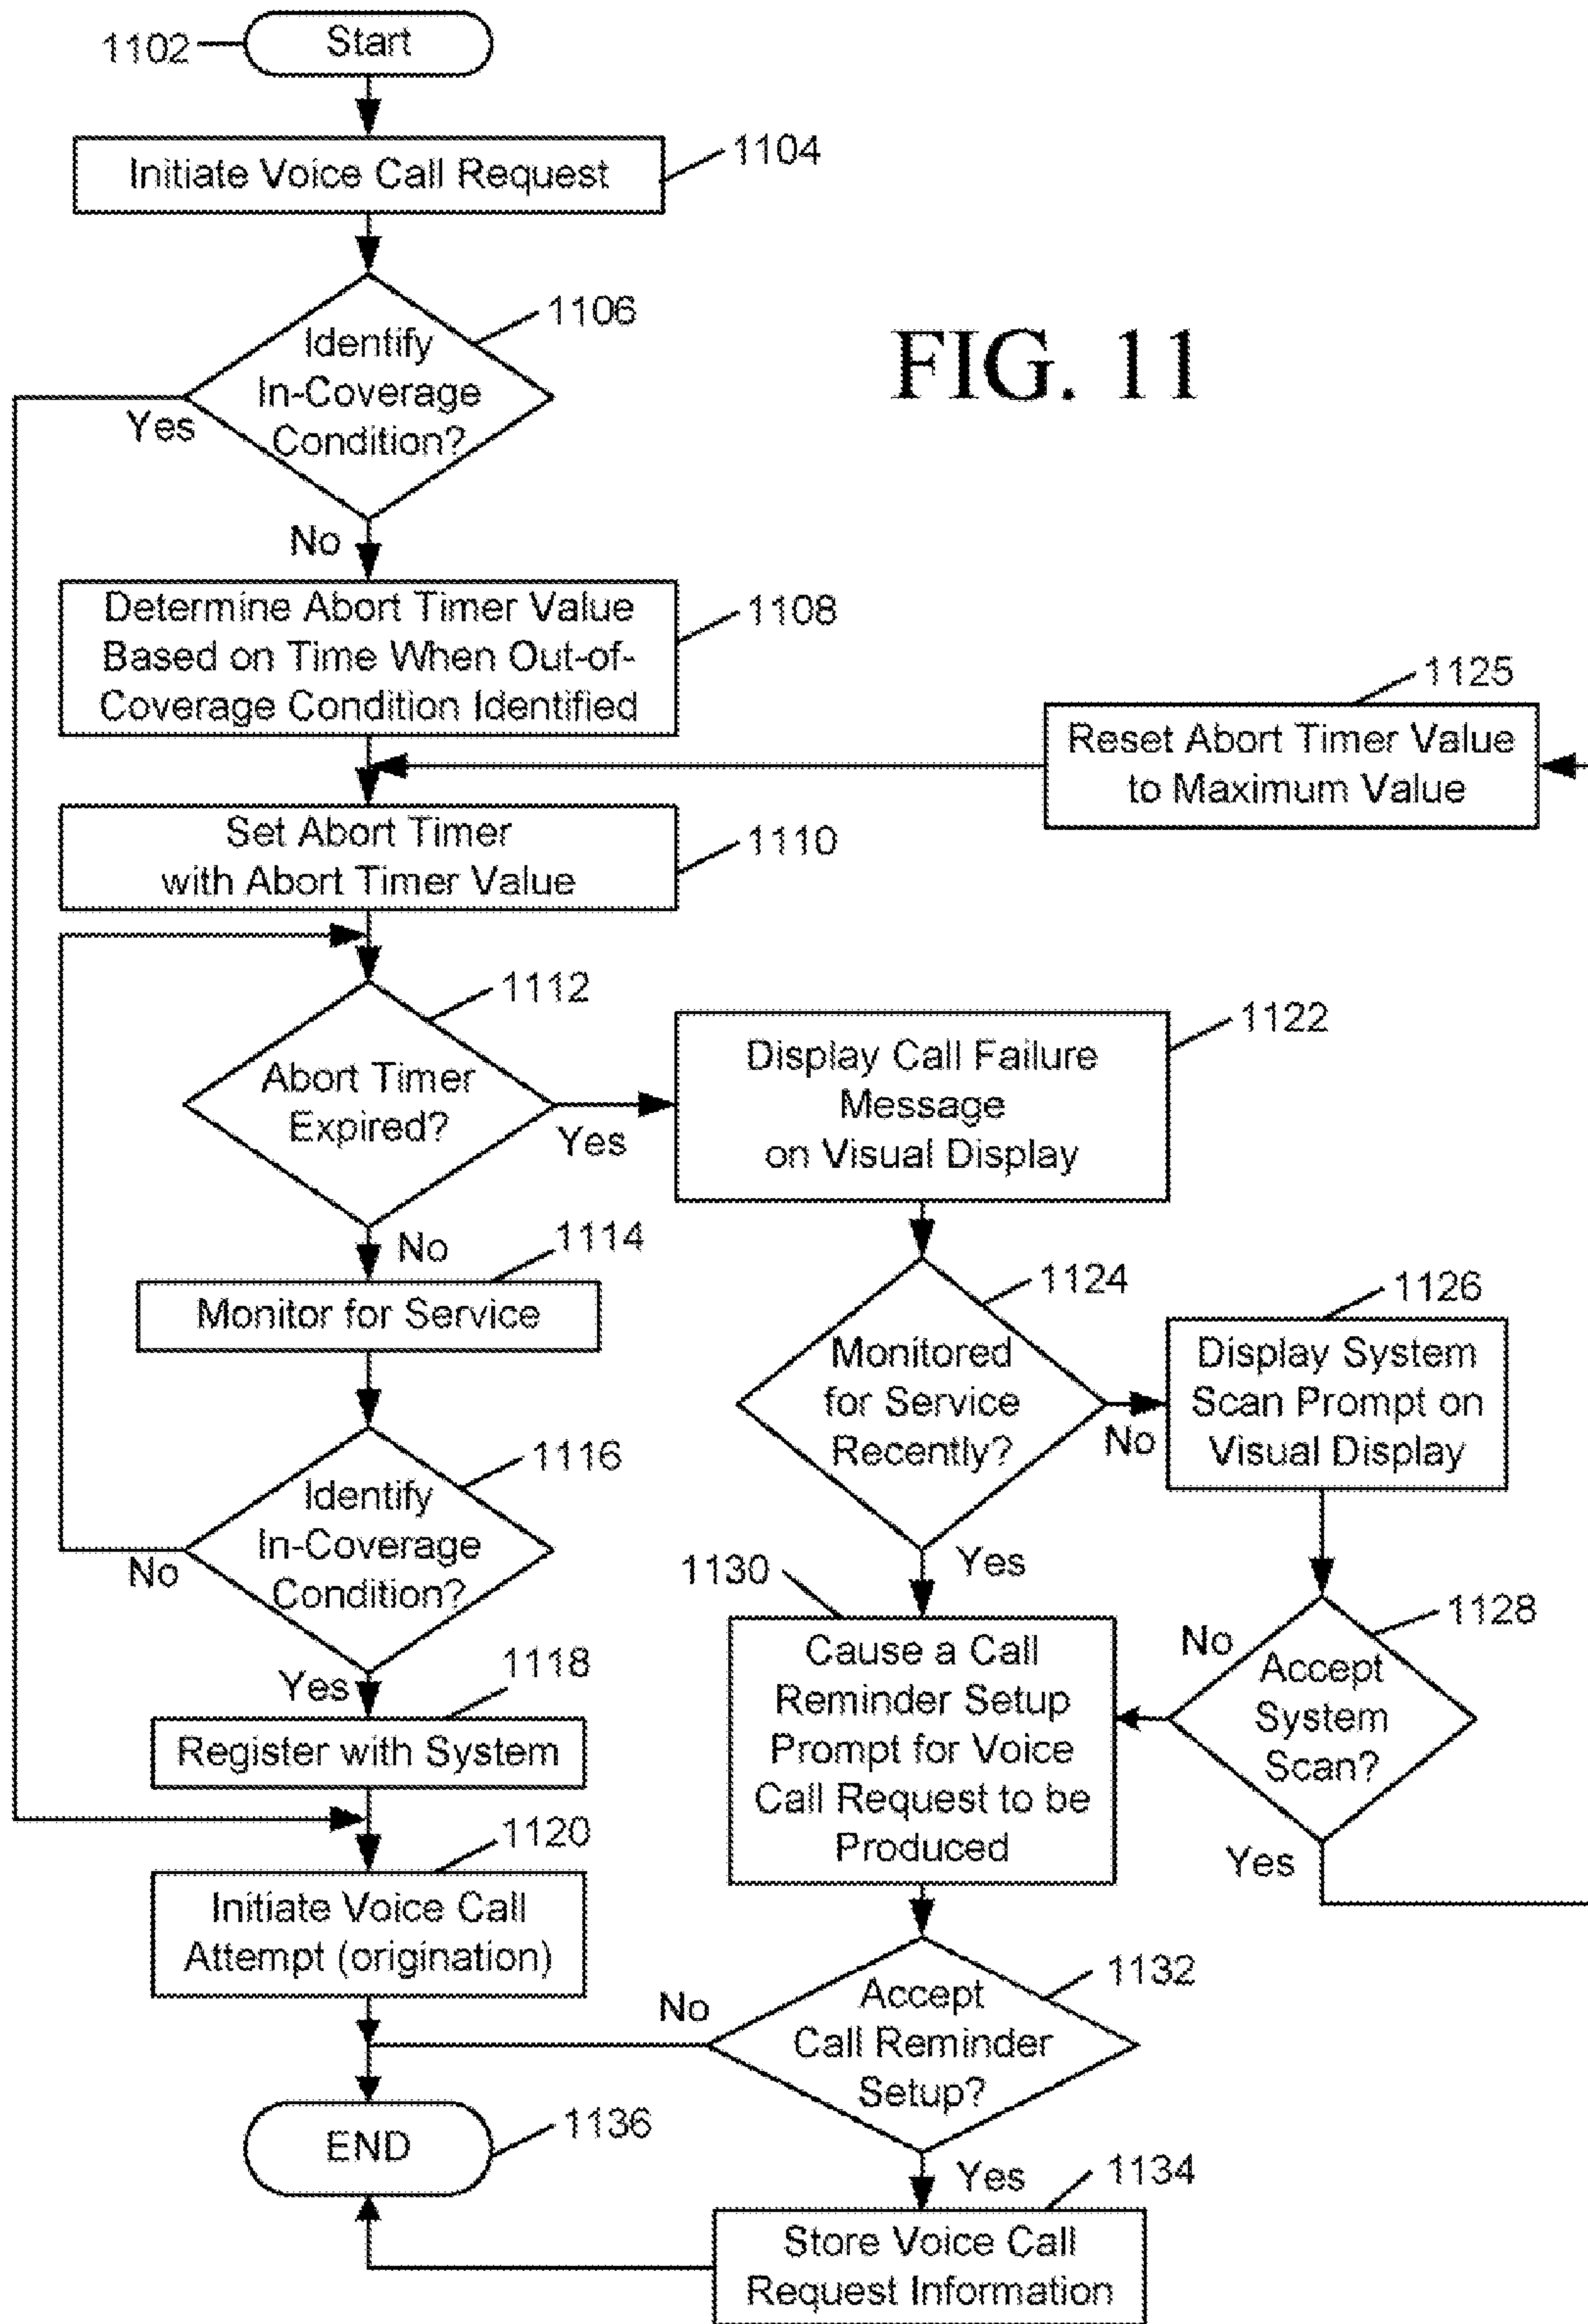 1102
Start
Initiate Voice Call Request
1104
1106
Identify
In-Coverage
Condition?
Yes
No
FIG. 11
Determine Abort Timer Value
Based on Time When Out-of-
Coverage Condition Identified
1108
1125
Reset Abort Timer Value
to Maximum Value
Set Abort Timer
with Abort Timer Value
1110
1112
Abort Timer
Expired?
Yes
No
1122
Display Call Failure
Message
on Visual Display
1114
Monitor for Service
1124
Monitored
for Service
Recently?
No
Yes
1126
Display System
Scan Prompt on
Visual Display
1116
Identify
In-Coverage
Condition?
No
Yes
1128
No
Accept
System
Scan?
Yes
1130
Cause a Call
Reminder Setup
Prompt for Voice
Call Request to be
Produced
1118
Register with System
1120
Initiate Voice Call
Attempt (origination)
1132
No
Accept
Call Reminder
Setup?
Yes
END
1136
1134
Store Voice Call
Request Information